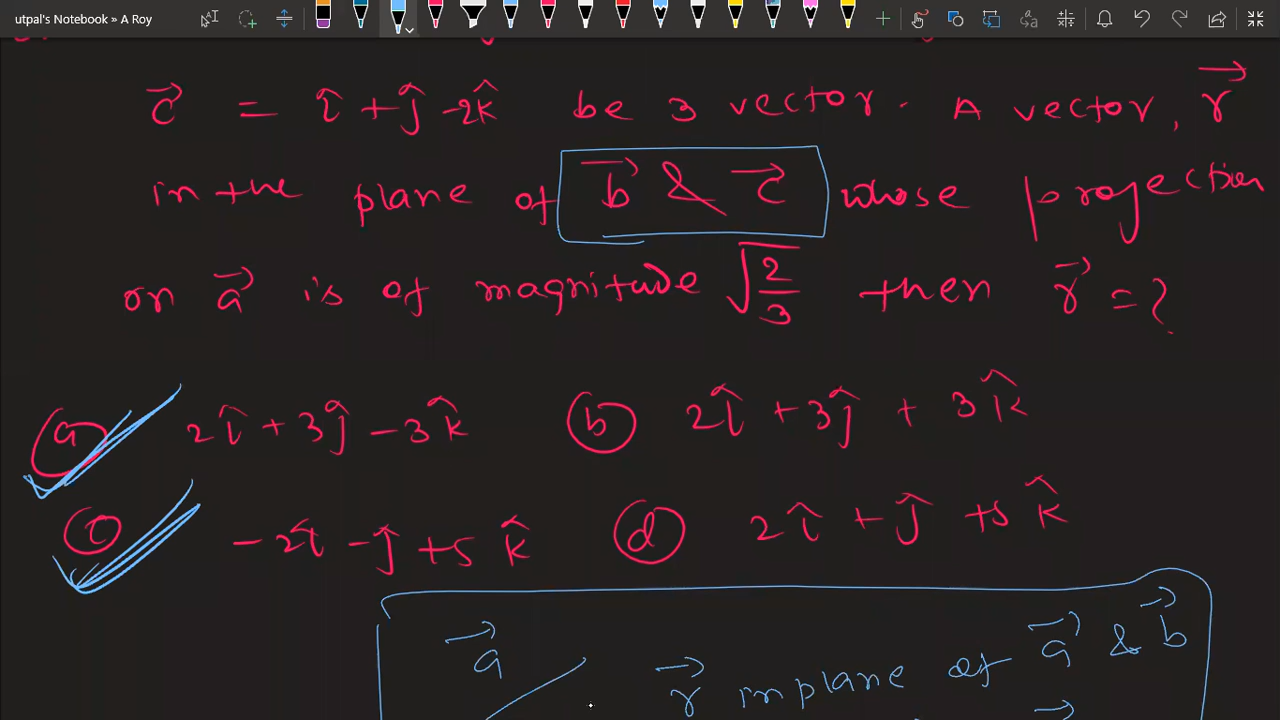 utpal's Notebook » A Roy
c⃗ = î + ĵ - 2k̂ be 3 vector. A vector, r⃗
in the plane of b⃗ & c⃗ whose projection
on a⃗ is of magnitude √(2/3) then r⃗ = ?
(a) 2î + 3ĵ - 3k̂ (b) 2î + 3ĵ + 3k̂
(c) -2î - ĵ + 5k̂ (d) 2î + ĵ + 5k̂
a⃗ r⃗ in plane of a⃗ & b⃗